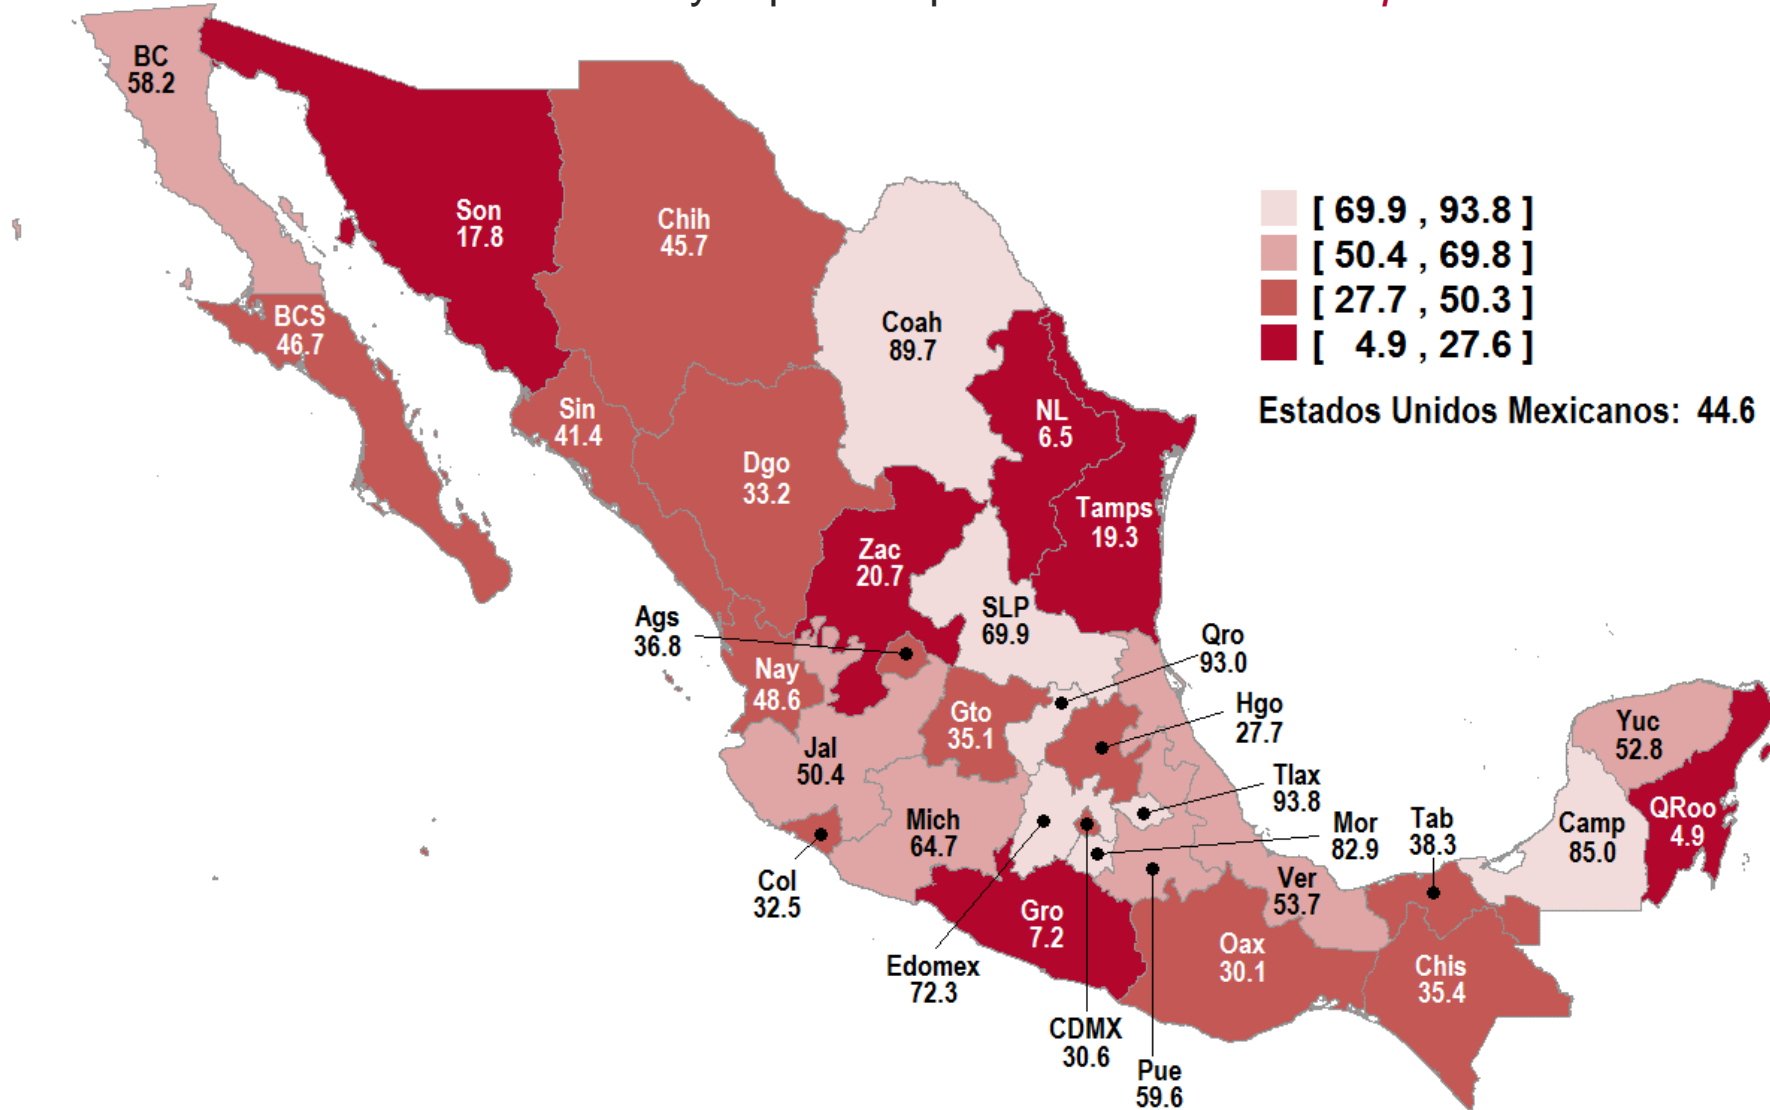 BC
58.2
Son
17.8
Chih
45.7
[ 69.9 , 93.8 ]
[ 50.4 , 69.8 ]
[ 27.7 , 50.3 ]
[ 4.9 , 27.6 ]
Estados Unidos Mexicanos: 44.6
BCS
46.7
Coah
89.7
Sin
41.4
NL
6.5
Dgo
33.2
Tamps
19.3
Zac
20.7
Ags
36.8
SLP
69.9
Qro
93.0
Nay
48.6
Gto
35.1
Hgo
27.7
Jal
50.4
Yuc
52.8
Tlax
93.8
Mich
64.7
Mor
82.9
Tab
38.3
Camp
85.0
QRoo
4.9
Col
32.5
Ver
53.7
Gro
7.2
Oax
30.1
Chis
35.4
Edomex
72.3
CDMX
30.6
Pue
59.6